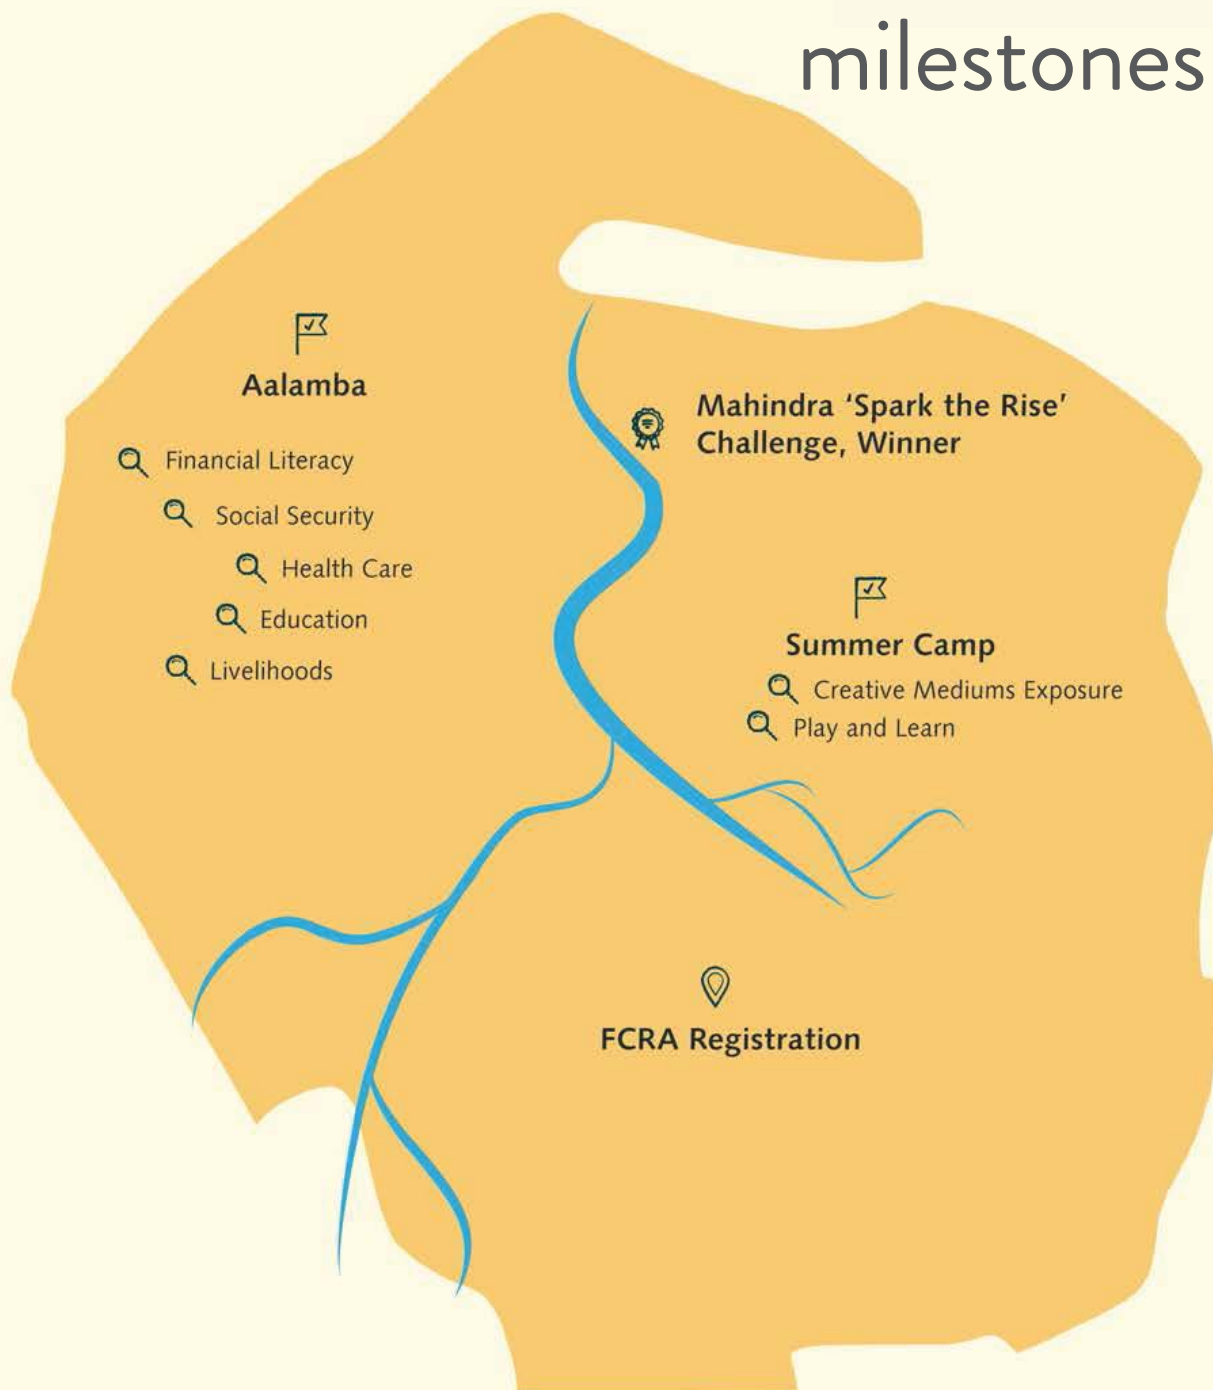 milestones
Aalamba
Financial Literacy
Social Security
Health Care
Education
Livelihoods
Mahindra ‘Spark the Rise’
Challenge, Winner
Summer Camp
Creative Mediums Exposure
Play and Learn
FCRA Registration